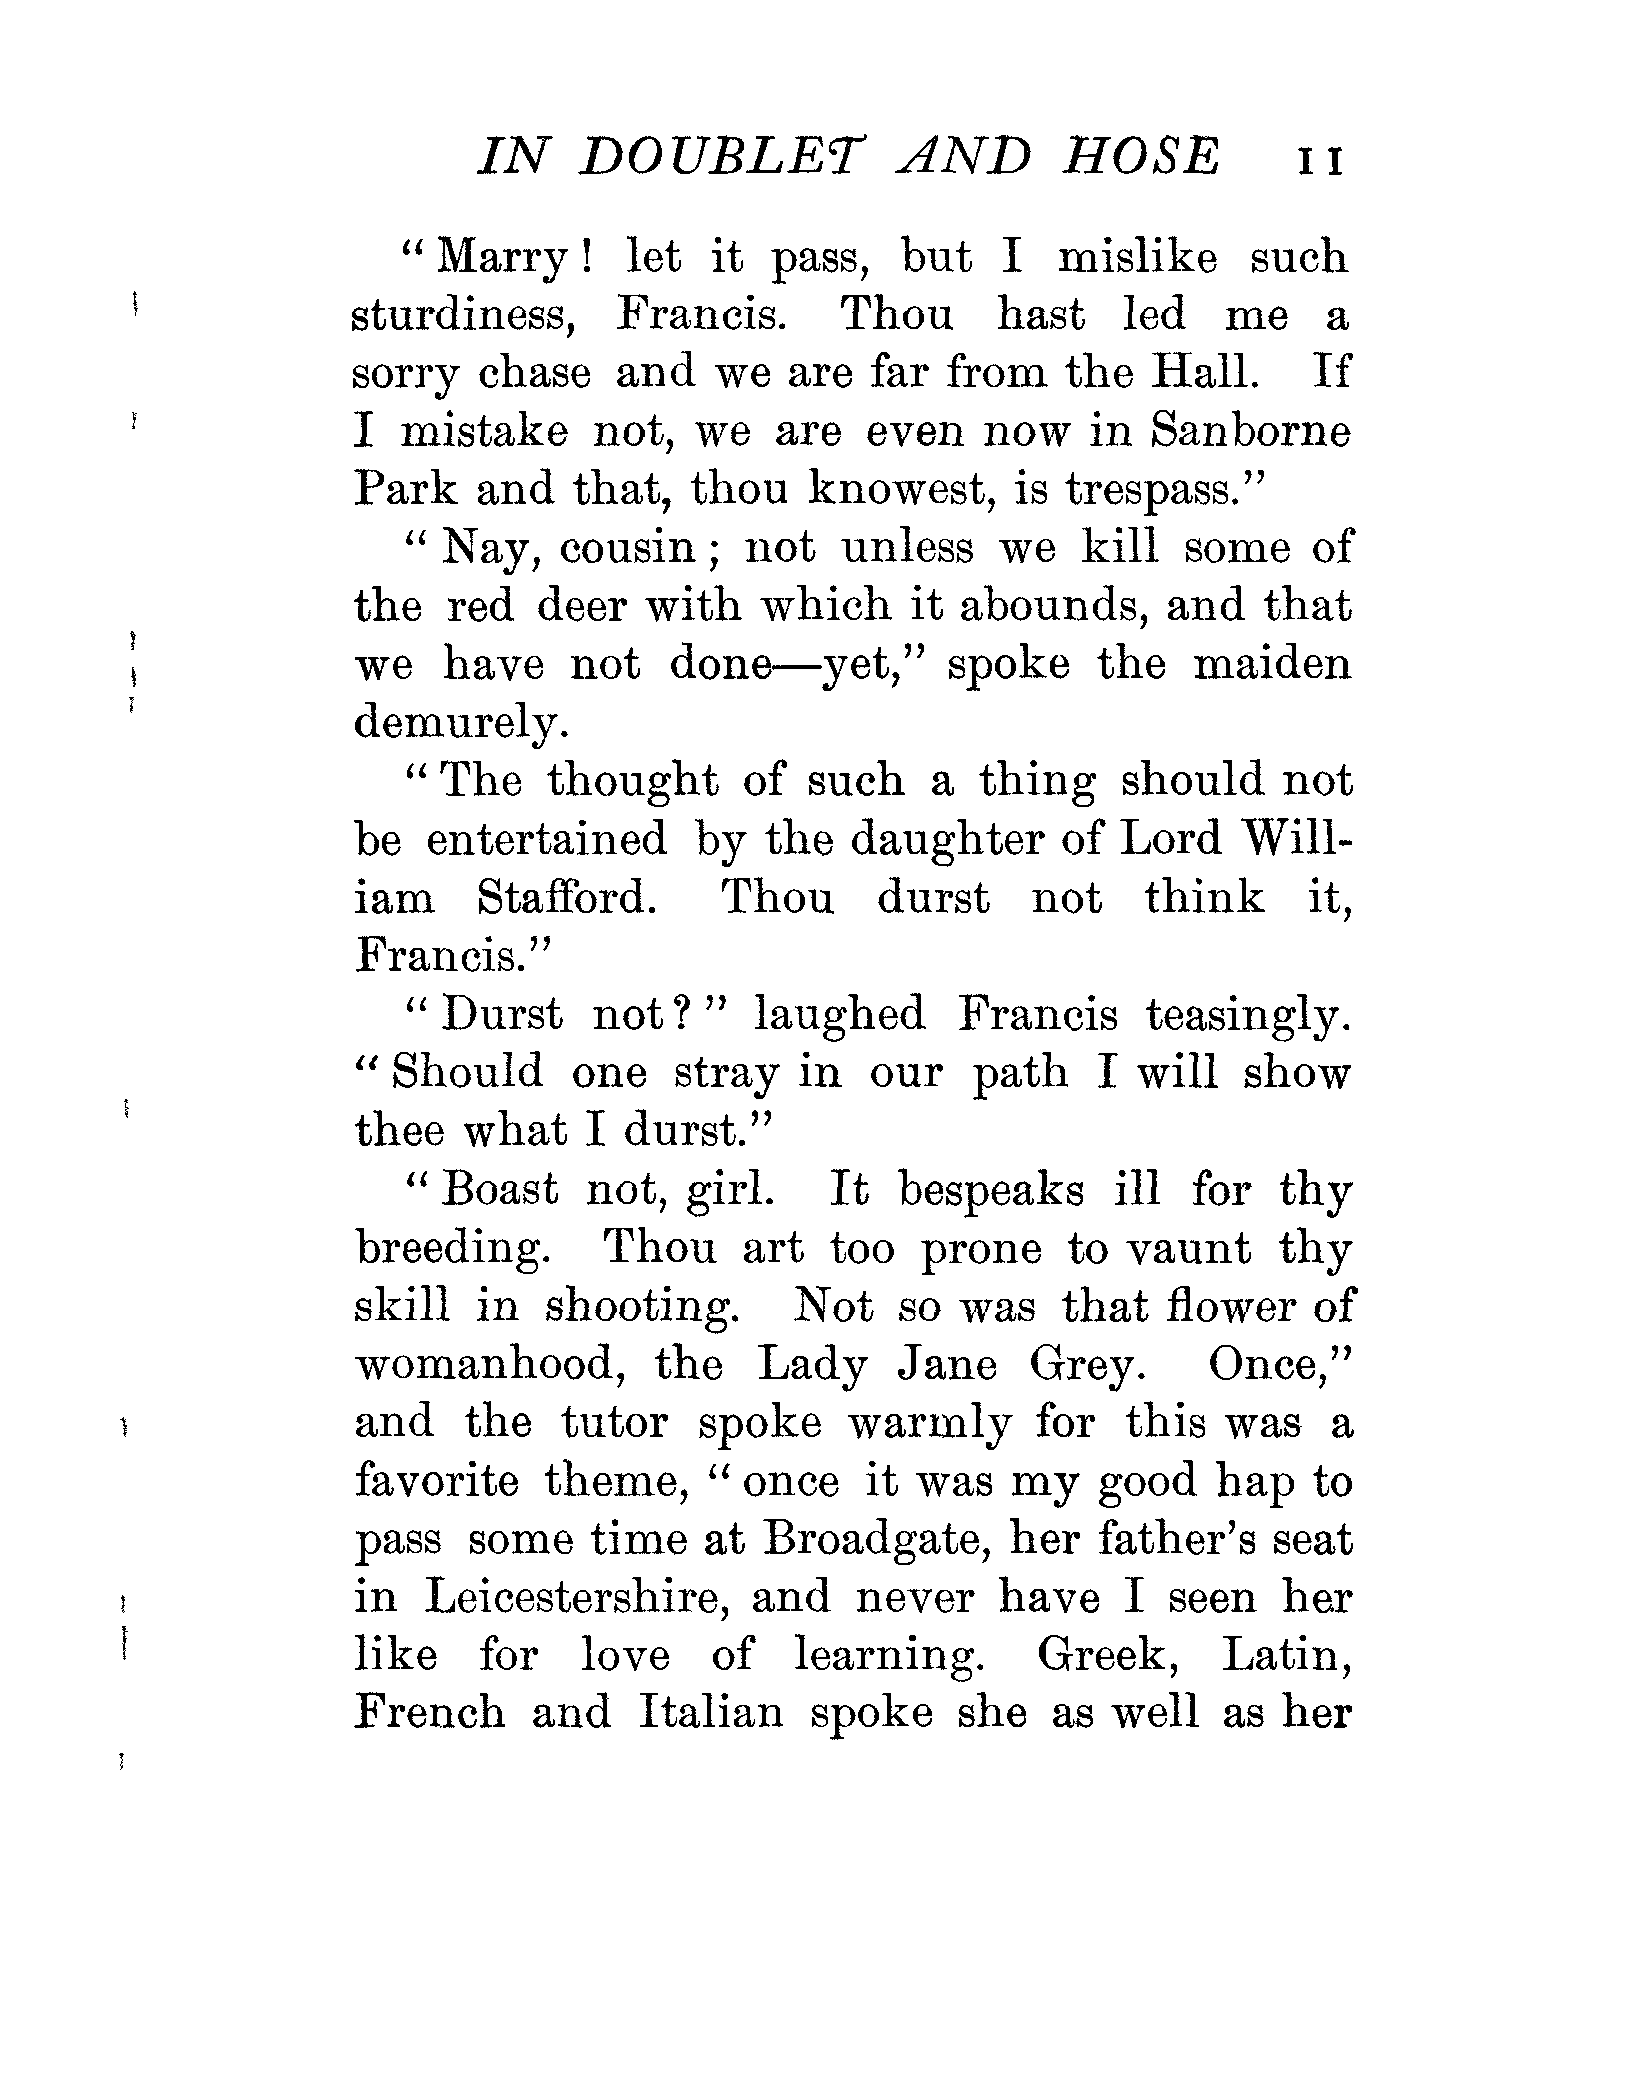 IN DOUBLET AND HOSE 11
“Marry! let it pass, but I mislike such
sturdiness, Francis. Thou hast led me a
sorry chase and we are far from the Hall. If
I mistake not, we are even now in Sanborne
Park and that, thou knowest, is trespass.”
“Nay, cousin; not unless we kill some of
the red deer with which it abounds, and that
we have not done—yet,” spoke the maiden
demurely.
“The thought of such a thing should not
be entertained by the daughter of Lord Will-
iam Stafford. Thou durst not think it,
Francis.”
“Durst not?” laughed Francis teasingly.
“Should one stray in our path I will show
thee what I durst.”
“Boast not, girl. It bespeaks ill for thy
breeding. Thou art too prone to vaunt thy
skill in shooting. Not so was that flower of
womanhood, the Lady Jane Grey. Once,”
and the tutor spoke warmly for this was a
favorite theme, “once it was my good hap to
pass some time at Broadgate, her father’s seat
in Leicestershire, and never have I seen her
like for love of learning. Greek, Latin,
French and Italian spoke she as well as her